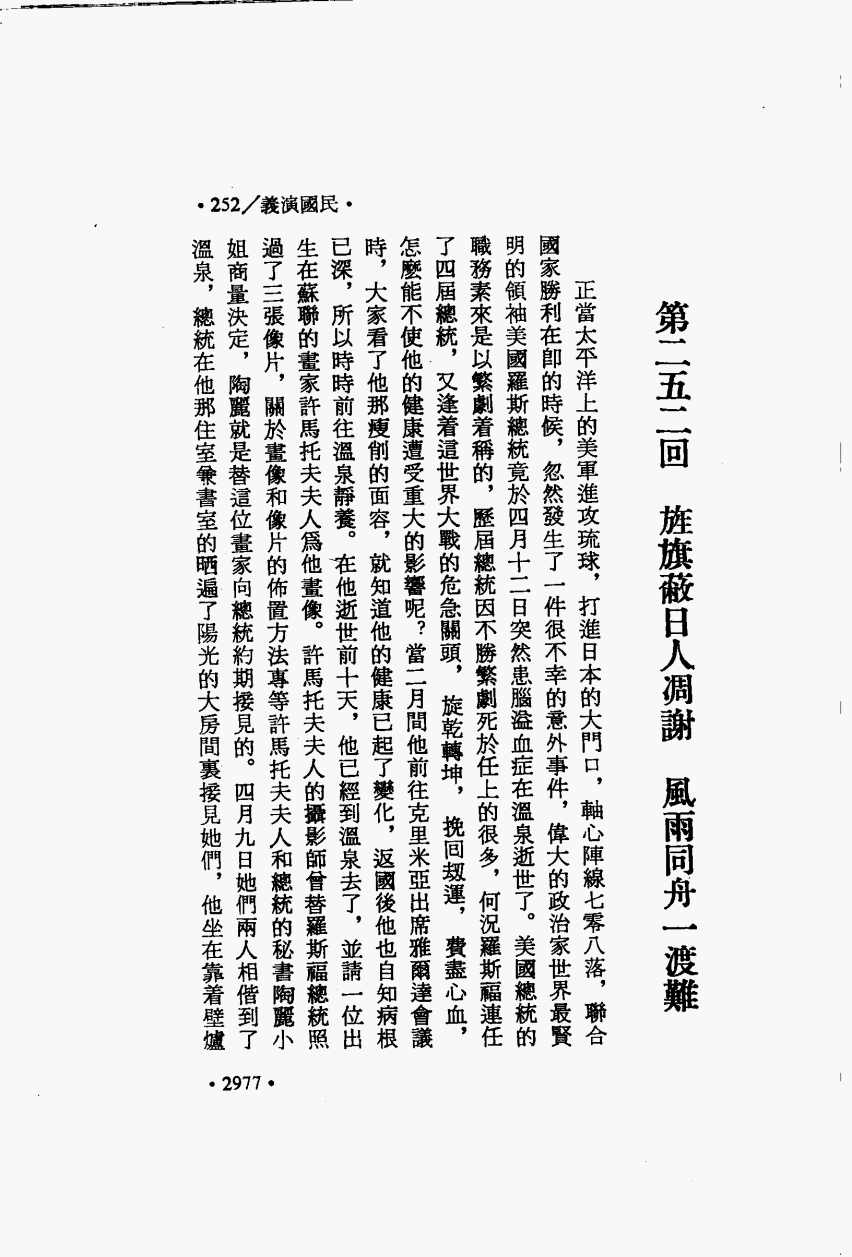 •252／義演國民•
第二五二回　旌旗蔽日人凋謝　風雨同舟一渡難
正當太平洋上的美軍進攻琉球，打進日本的大門口，軸心陣線七零八落，聯合
國家勝利在卽的時候，忽然發生了一件很不幸的意外事件，偉大的政治家世界最賢
明的領袖美國羅斯總統竟於四月十二日突然患腦溢血症在溫泉逝世了。美國總統的
職務素來是以繁劇着稱的，歷屆總統因不勝繁劇死於任上的很多，何況羅斯福連任
了四屆總統，又逢着這世界大戰的危急關頭，旋乾轉坤，挽回劫運，費盡心血，
怎麼能不使他的健康遭受重大的影響呢？當二月間他前往克里米亞出席雅爾達會議
時，大家看了他那瘦削的面容，就知道他的健康已起了變化，返國後他也自知病根
已深，所以時時前往溫泉靜養。在他逝世前十天，他已經到溫泉去了，並請一位出
生在蘇聯的畫家許馬托夫夫人爲他畫像。許馬托夫夫人的攝影師曾替羅斯福總統照
過了三張像片，關於畫像和像片的佈置方法專等許馬托夫夫人和總統的秘書陶麗小
姐商量決定，陶麗就是替這位畫家向總統約期接見的。四月九日她們兩人相偕到了
溫泉，總統在他那住室兼書室的晒遍了陽光的大房間裏接見她們，他坐在靠着壁爐
•2977•